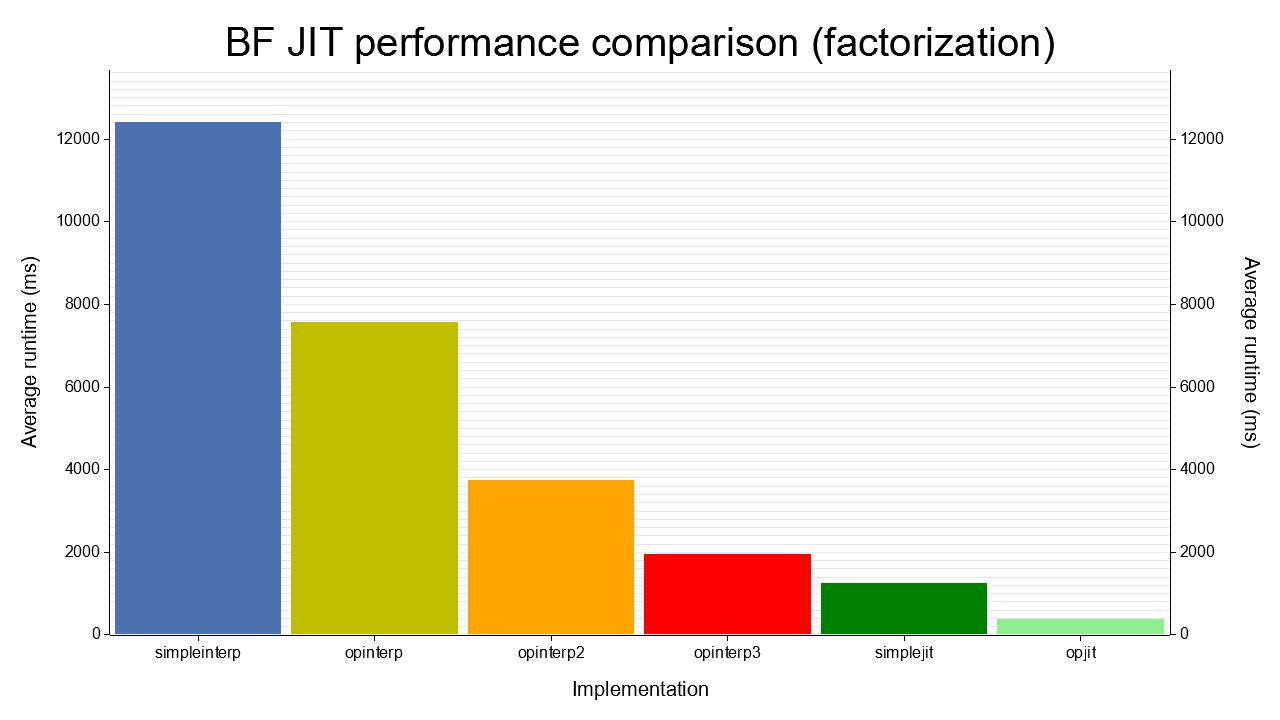 BF JIT performance comparison (factorization)
Average runtime (ms)
12000
10000
8000
6000
4000
2000
0
12000
10000
8000
6000
4000
2000
0
Average runtime (ms)
simpleinterp opinterp opinterp2 opinterp3 simplejit opjit
Implementation